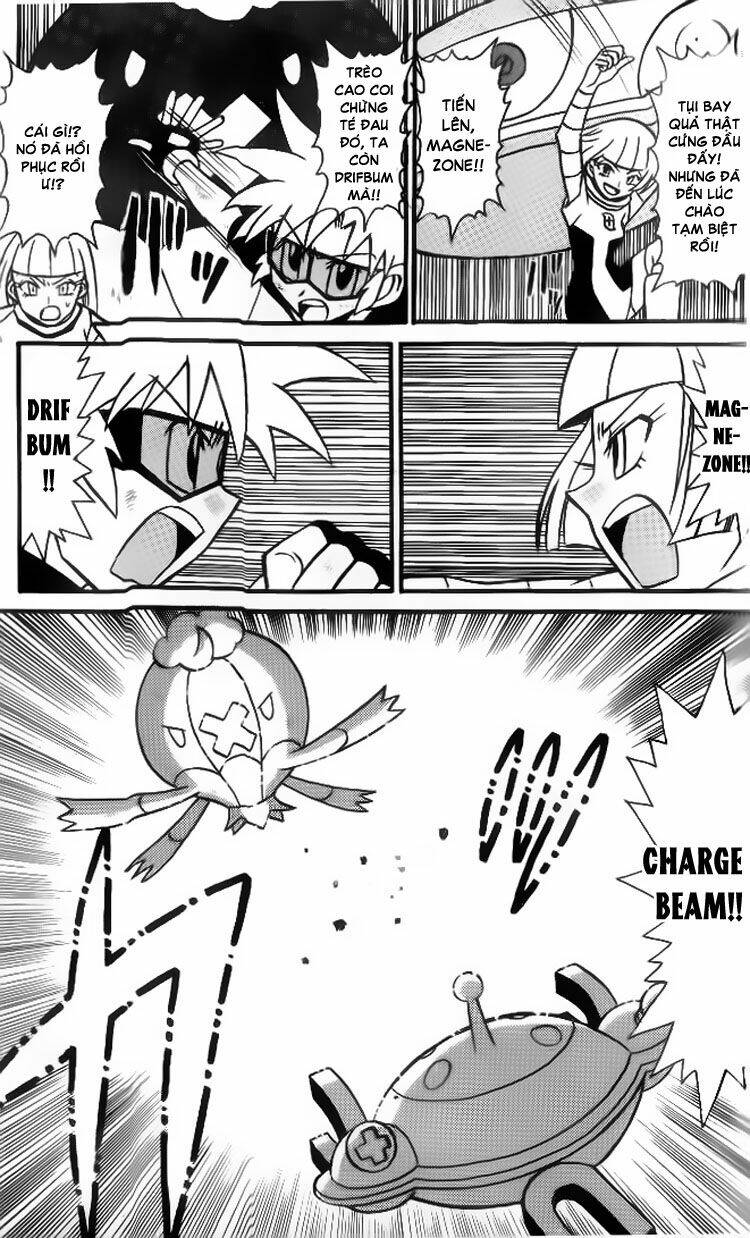 TỤI BAY
QUẢ THẬT
CỨNG ĐẦU
ĐẤY!
NHƯNG ĐÃ
ĐẾN LÚC
CHÀO
TẠM BIỆT
RỒI!
TIẾN
LÊN,
MAGNE-
ZONE!!
TRÈO
CAO COI
CHỪNG
TÉ ĐAU
ĐÓ, TA
CÒN
DRIFBUM
MÀ!!
CÁI GÌ!?
NÓ ĐÃ HỒI
PHỤC RỒI
Ư!?
MAG-
NE-
ZONE!!
DRIF
BUM
!!
CHARGE
BEAM!!